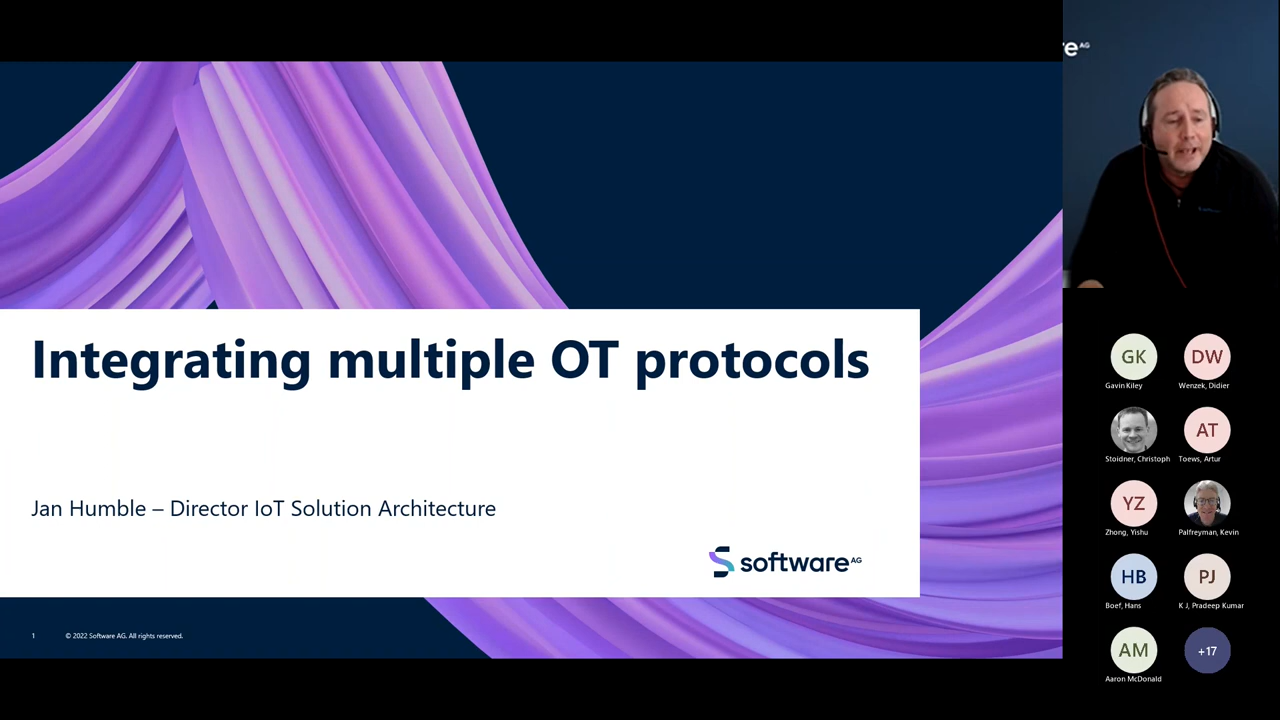 Integrating multiple OT protocols
Jan Humble – Director IoT Solution Architecture
software AG
1 © 2022 Software AG. All rights reserved.
e AG
GK DW
Gavin Kiley Wenzek, Didier
AT
Stoidner, Christoph Toews, Artur
YZ
Zhong, Yishu Palfreyman, Kevin
HB PJ
Boef, Hans K J, Pradeep Kumar
AM +17
Aaron McDonald